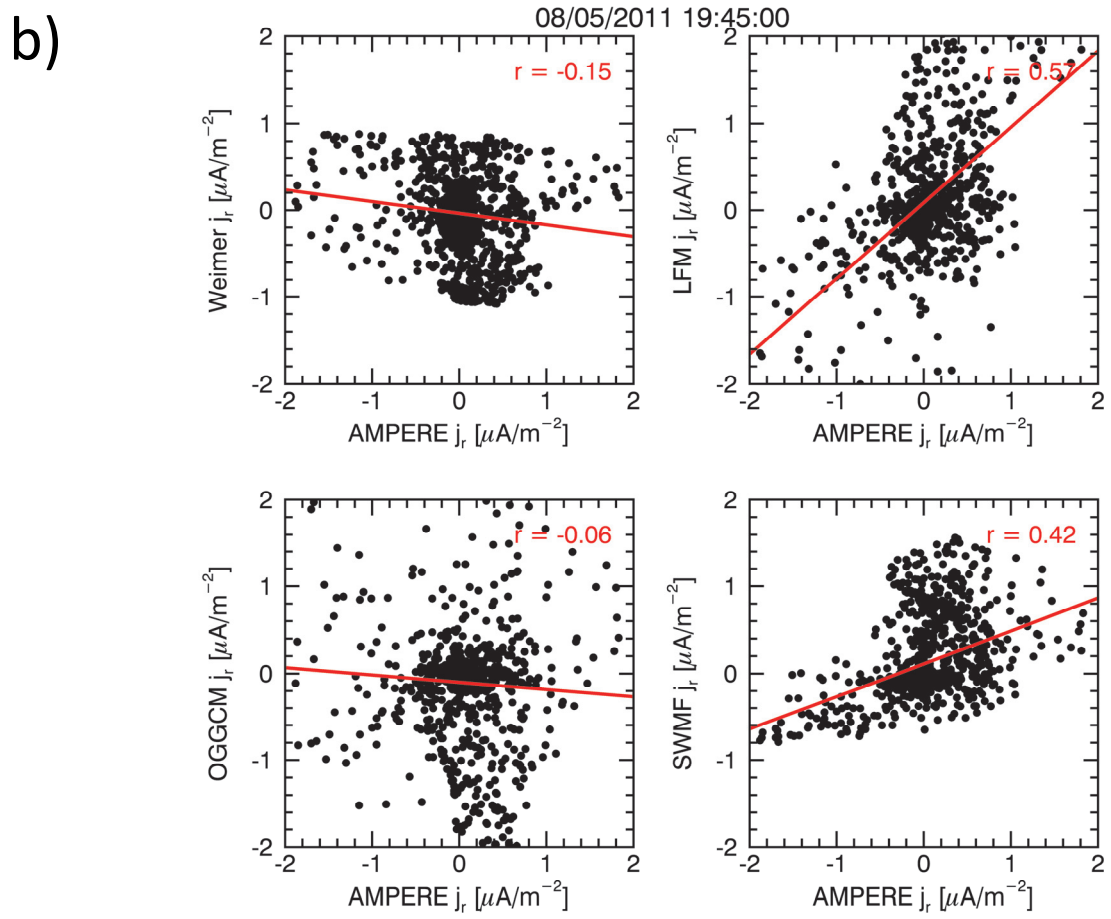 b)
08/05/2011 19:45:00
2
1
0
-1
-2
-2 -1 0 1 2
Weimer j_r [μA/m⁻²]
AMPERE j_r [μA/m⁻²]
r = -0.15
2
1
0
-1
-2
-2 -1 0 1 2
LFM j_r [μA/m⁻²]
AMPERE j_r [μA/m⁻²]
r = 0.57
2
1
0
-1
-2
-2 -1 0 1 2
OGGCM j_r [μA/m⁻²]
AMPERE j_r [μA/m⁻²]
r = -0.06
2
1
0
-1
-2
-2 -1 0 1 2
SWMF j_r [μA/m⁻²]
AMPERE j_r [μA/m⁻²]
r = 0.42